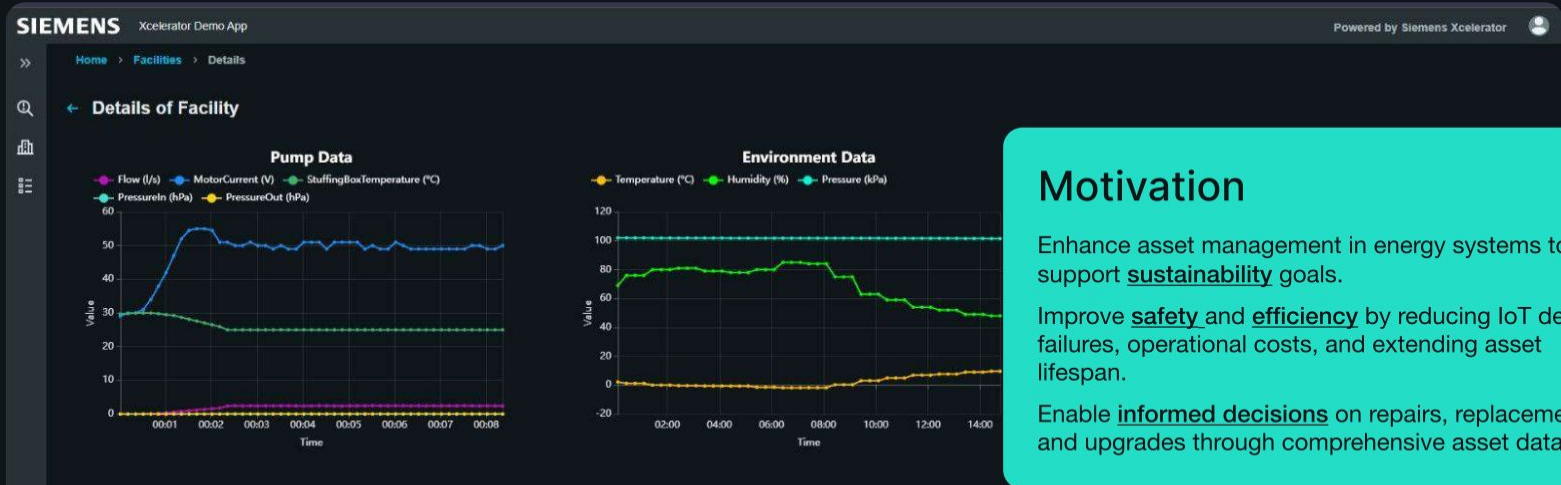 SIEMENS Xcelerator Demo App
Powered by Siemens Xcelerator
Home > Facilities > Details
← Details of Facility
Pump Data
Flow (l/s) MotorCurrent (V) StuffingBoxTemperature (°C)
PressureIn (hPa) PressureOut (hPa)
60
50
40
30
20
10
0
Value
00:01 00:02 00:03 00:04 00:05 00:06 00:07 00:08
Time
Environment Data
Temperature (°C) Humidity (%) Pressure (kPa)
120
100
80
60
40
20
0
-20
Value
02:00 04:00 06:00 08:00 10:00 12:00 14:00
Time
Motivation
Enhance asset management in energy systems to
support sustainability goals.
Improve safety and efficiency by reducing IoT de
failures, operational costs, and extending asset
lifespan.
Enable informed decisions on repairs, replaceme
and upgrades through comprehensive asset data